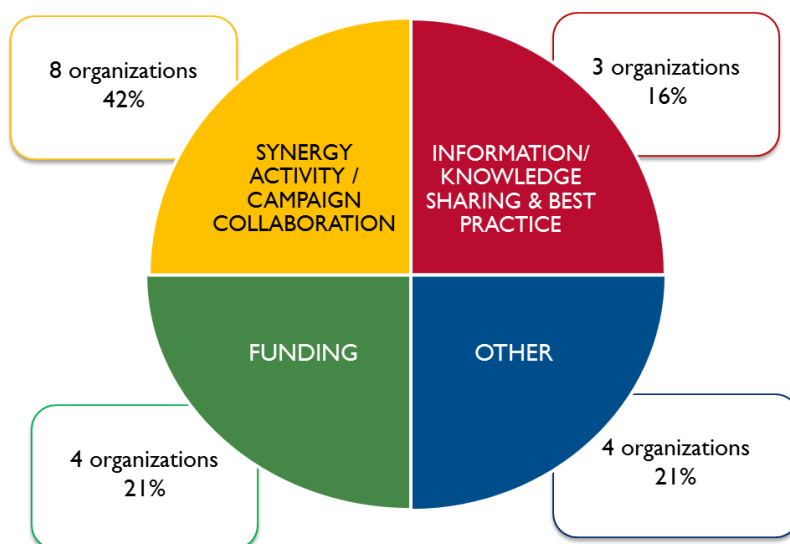 8 organizations
42%
3 organizations
16%
SYNERGY
ACTIVITY /
CAMPAIGN
COLLABORATION
INFORMATION/
KNOWLEDGE
SHARING & BEST
PRACTICE
FUNDING
OTHER
4 organizations
21%
4 organizations
21%